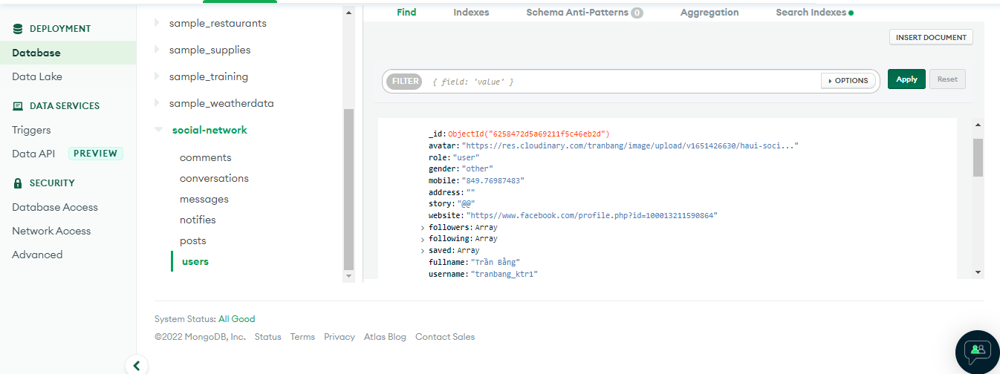 DEPLOYMENT
Database
Data Lake
DATA SERVICES
Triggers
Data API PREVIEW
SECURITY
Database Access
Network Access
Advanced
sample_restaurants
sample_supplies
sample_training
sample_weatherdata
social-network
comments
conversations
messages
notifies
posts
users
Find Indexes Schema Anti-Patterns 0 Aggregation Search Indexes
INSERT DOCUMENT
FILTER { field: 'value' } OPTIONS Apply Reset
_id: ObjectId("6258472d5a69211f5c46eb2d")
avatar: "https://res.cloudinary.com/tranbang/image/upload/v1651426630/haui-soci..."
role: "user"
gender: "other"
mobile: "849.76987483"
address: ""
story: "@@"
website: "https//www.facebook.com/profile.php?id=100013211590864"
followers: Array
following: Array
saved: Array
fullname: "Trần Bằng"
username: "tranbang_ktr1"
System Status: All Good
©2022 MongoDB, Inc. Status Terms Privacy Atlas Blog Contact Sales